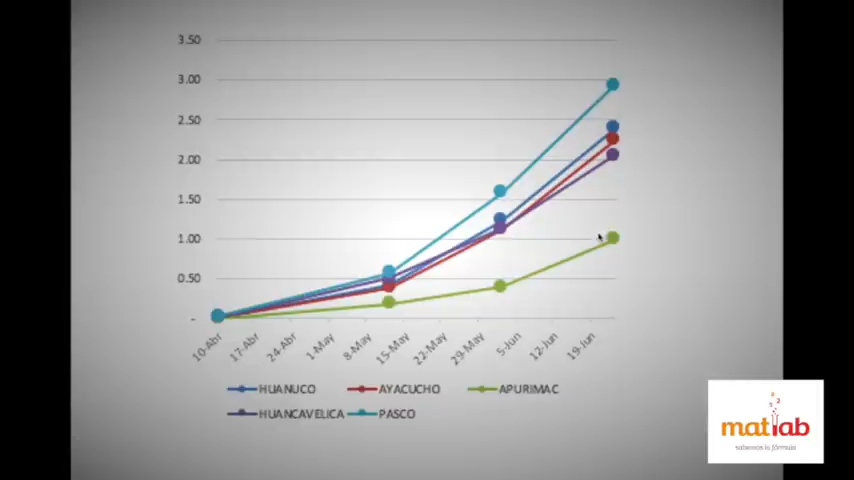 3.50
3.00
2.50
2.00
1.50
1.00
0.50
-
10-Abr 17-Abr 24-Abr 1-May 8-May 15-May 22-May 29-May 5-Jun 12-Jun 19-Jun
HUANUCO AYACUCHO APURIMAC
HUANCAVELICA PASCO
matlab
sabemos la fórmula